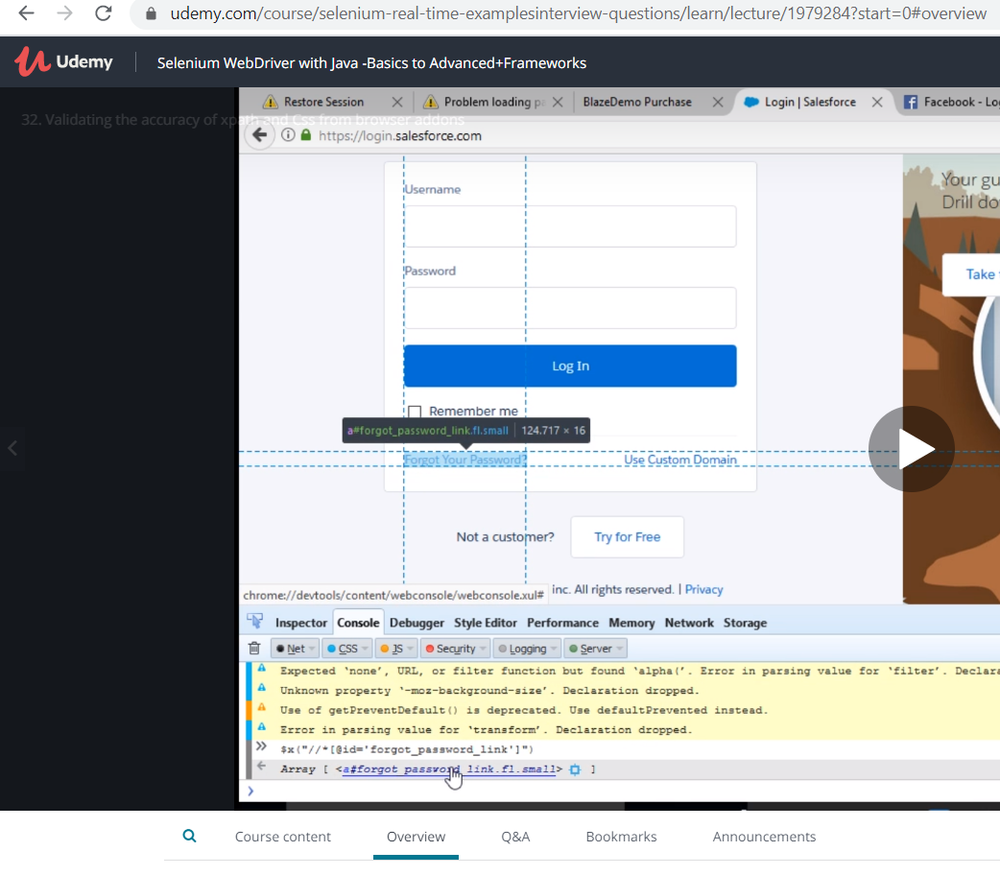 udemy.com/course/selenium-real-time-examplesinterview-questions/learn/lecture/1979284?start=0#overview
Udemy
Selenium WebDriver with Java -Basics to Advanced+Frameworks
32. Validating the accuracy of xpath and Css from browser addons
Restore Session
Problem loading
BlazeDemo Purchase
Login | Salesforce
Facebook - Lo
https://login.salesforce.com
Username
Password
Log In
Remember me
a#forgot_password_link.fl.small 124.717 × 16
Forgot Your Password?
Use Custom Domain
Not a customer?
Try for Free
chrome://devtools/content/webconsole/webconsole.xul#
inc. All rights reserved. | Privacy
Your gu
Drill do
Take
Inspector Console Debugger Style Editor Performance Memory Network Storage
Net CSS JS Security Logging Server
Expected 'none', URL, or filter function but found 'alpha('. Error in parsing value for 'filter'. Declara
Unknown property '-moz-background-size'. Declaration dropped.
Use of getPreventDefault() is deprecated. Use defaultPrevented instead.
Error in parsing value for 'transform'. Declaration dropped.
$x("//*[@id='forgot_password_link']")
Array [ <a#forgot_password_link.fl.small> ]
Course content
Overview
Q&A
Bookmarks
Announcements